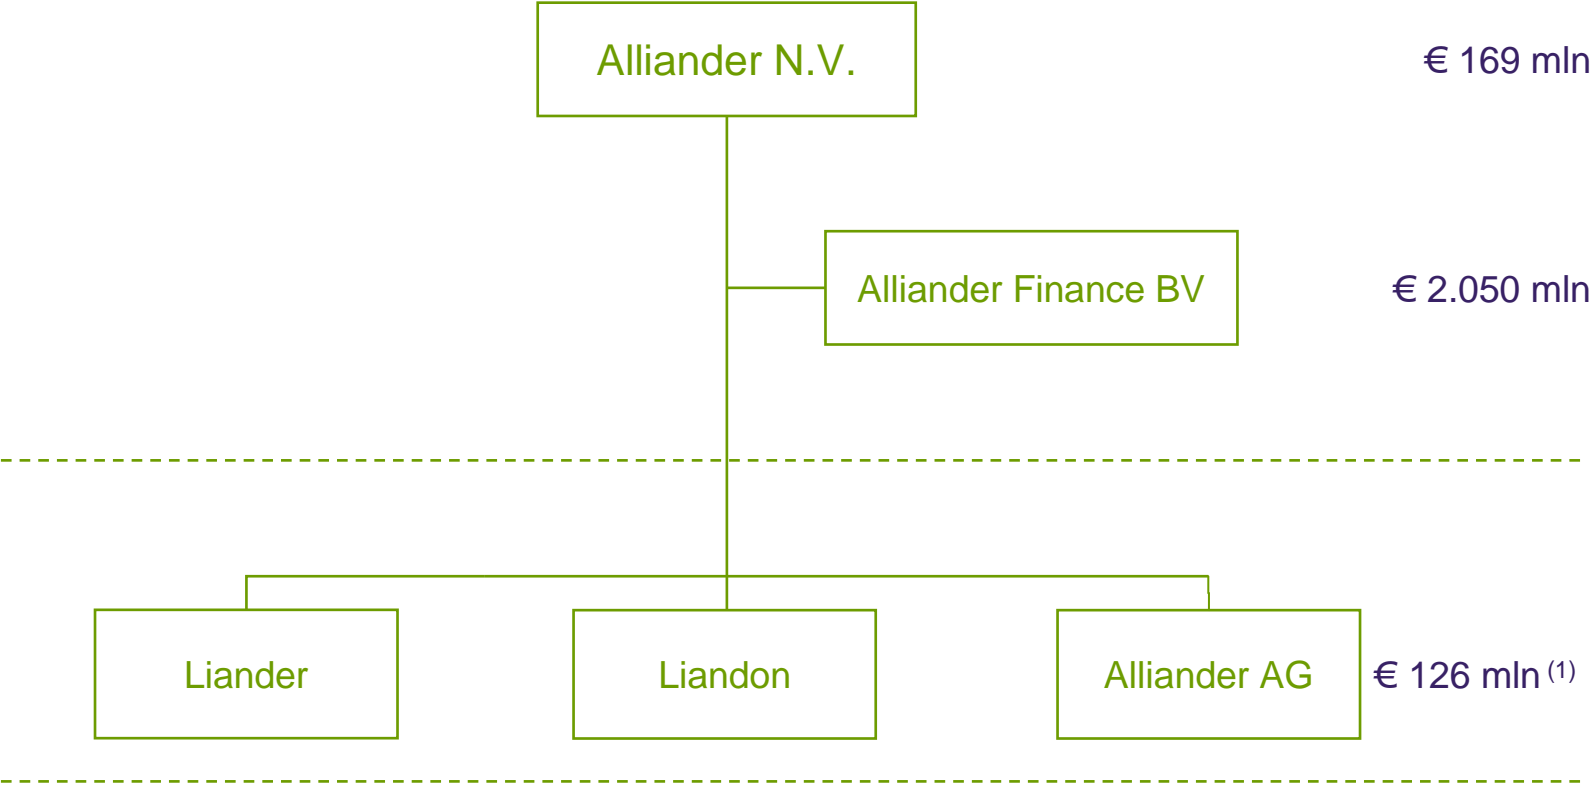 Alliander N.V.
€ 169 mln
Alliander Finance BV
€ 2.050 mln
Liander
Liandon
Alliander AG
€ 126 mln (1)